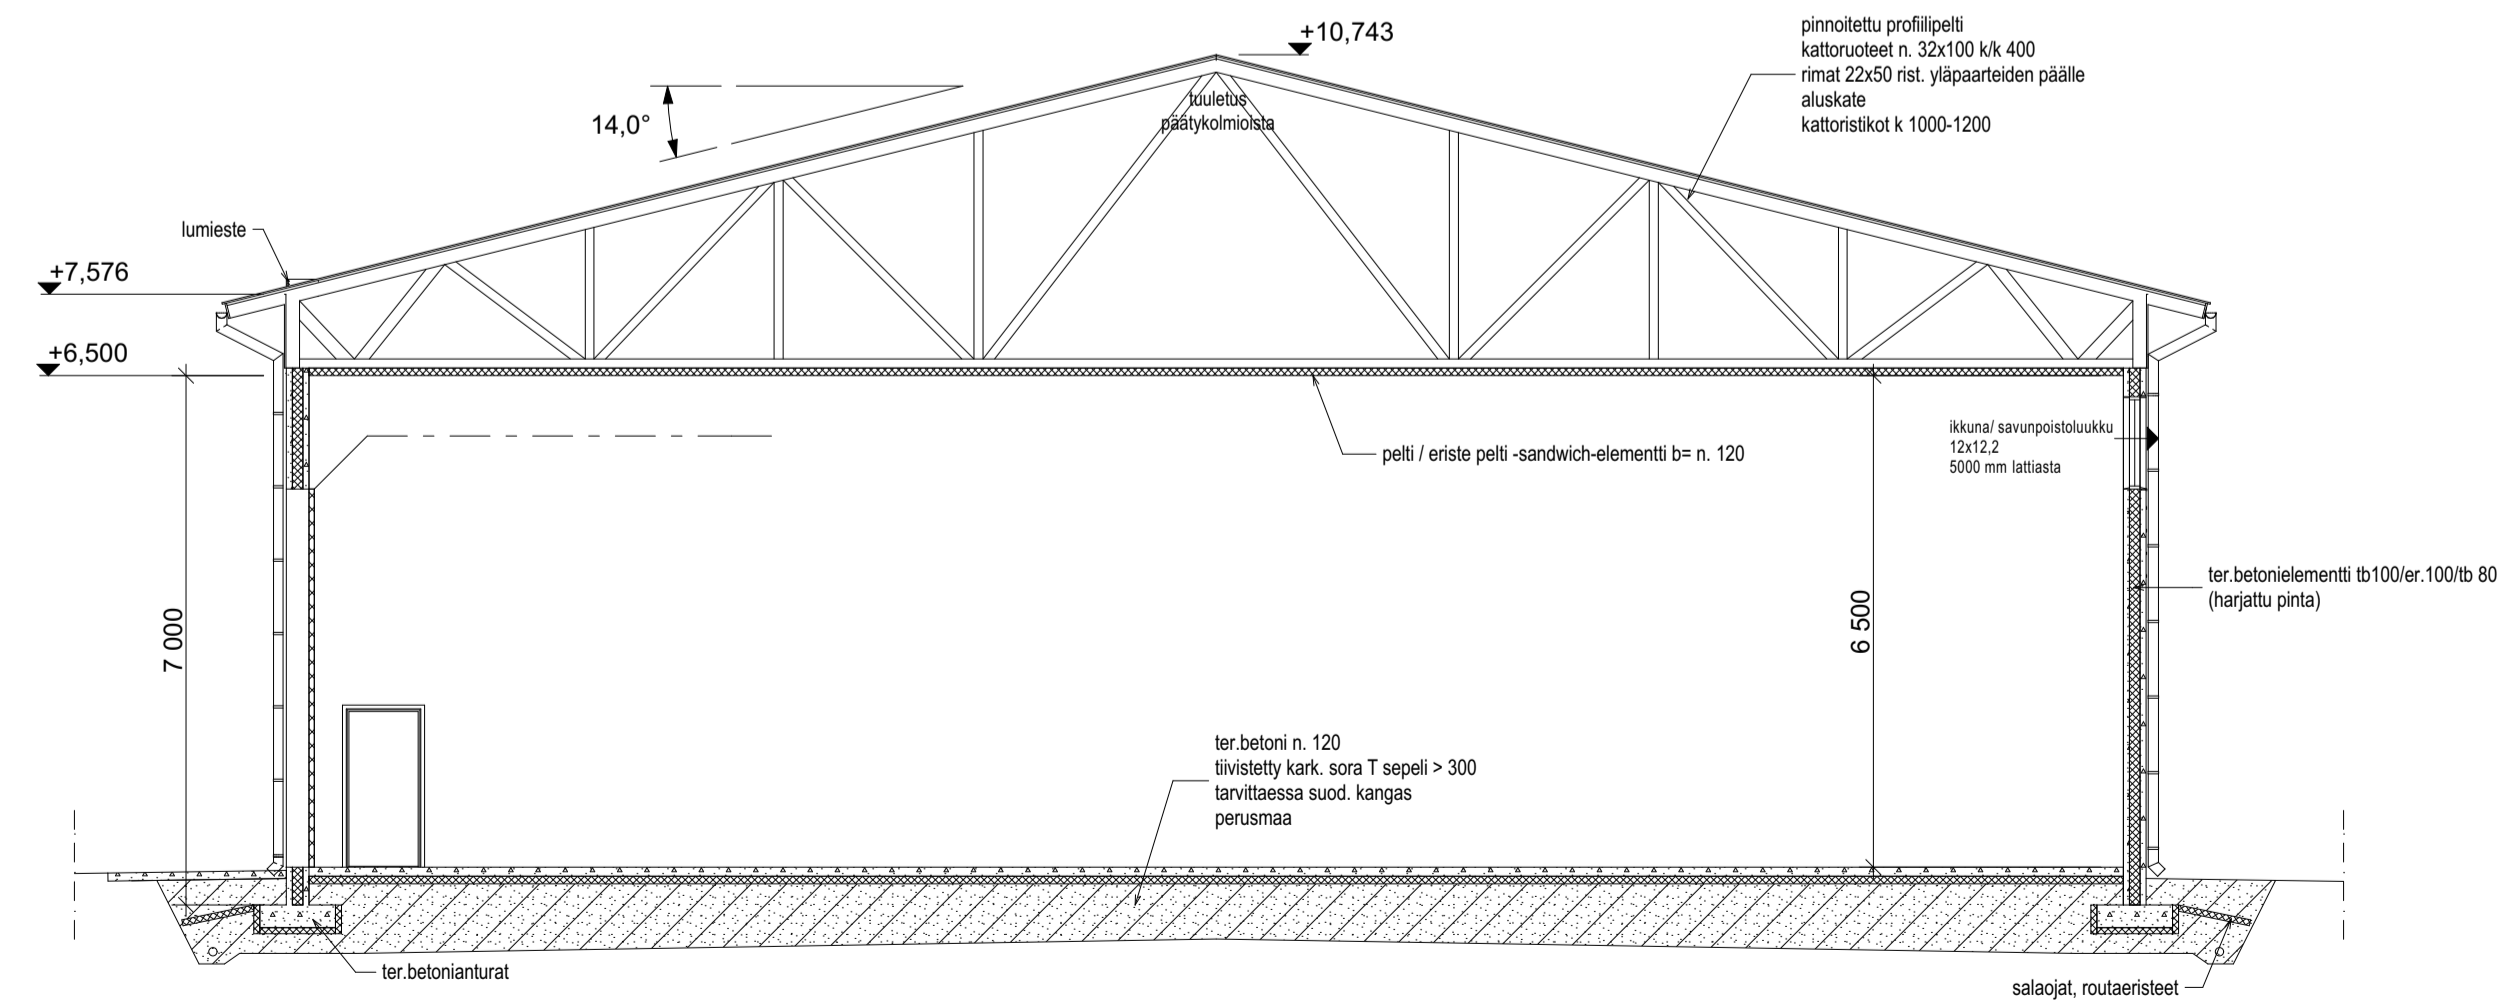 +10,743
pinnoitettu profiilipelti
kattoruoteet n. 32x100 k/k 400
rimat 22x50 rist. yläpaarteiden päälle
aluskate
kattoristikot k 1000-1200
14,0°
tuuletus
päätykolmioista
lumieste
+7,576
+6,500
pelti / eriste pelti -sandwich-elementti b= n. 120
ikkuna/ savunpoistoluukku
12x12,2
5000 mm lattiasta
ter.betonielementti tb100/er.100/tb 80
(harjattu pinta)
7 000
6 500
ter.betoni n. 120
tiivistetty kark. sora T sepeli > 300
tarvittaessa suod. kangas
perusmaa
ter.betonianturat
salaojat, routaeristeet